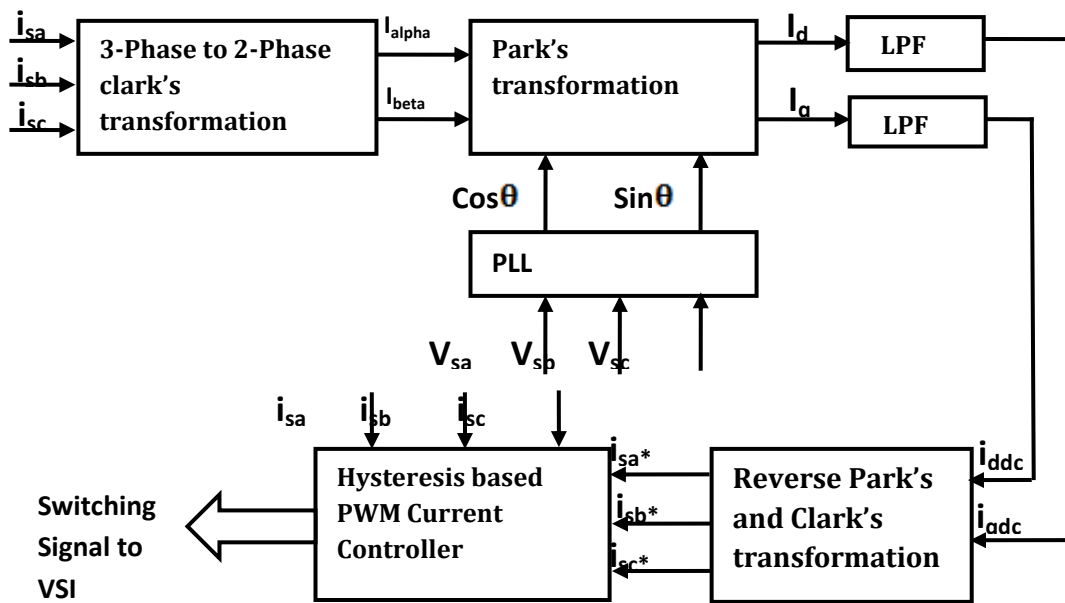 isa
isb
isc
3-Phase to 2-Phase
clark's
transformation
Ialpha
Ibeta
Park's
transformation
Id
Iq
LPF
LPF
Cosθ
Sinθ
PLL
Vsa
Vsb
Vsc
isa
isb
isc
Hysteresis based
PWM Current
Controller
isa*
isb*
isc*
Reverse Park's
and Clark's
transformation
iddc
iqdc
Switching
Signal to
VSI